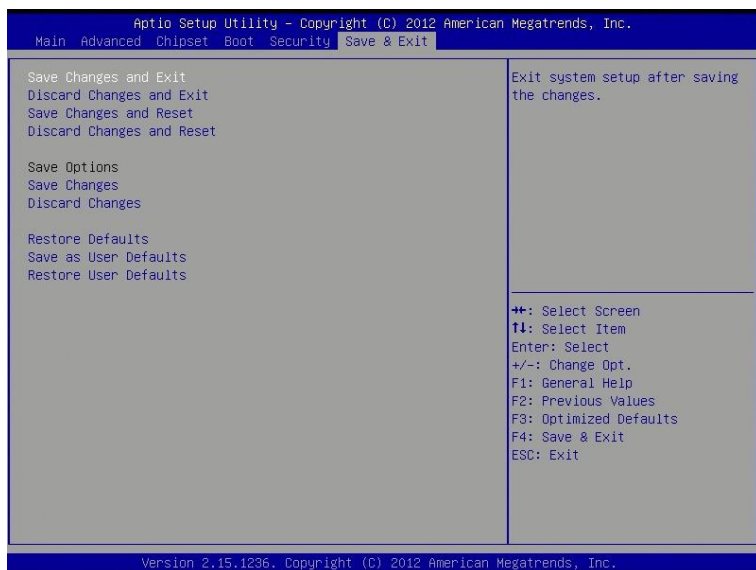 Aptio Setup Utility – Copyright (C) 2012 American Megatrends, Inc.
Main Advanced Chipset Boot Security Save & Exit
Save Changes and Exit
Discard Changes and Exit
Save Changes and Reset
Discard Changes and Reset
Save Options
Save Changes
Discard Changes
Restore Defaults
Save as User Defaults
Restore User Defaults
Exit system setup after saving
the changes.
→←: Select Screen
↑↓: Select Item
Enter: Select
+/-: Change Opt.
F1: General Help
F2: Previous Values
F3: Optimized Defaults
F4: Save & Exit
ESC: Exit
Version 2.15.1236. Copyright (C) 2012 American Megatrends, Inc.